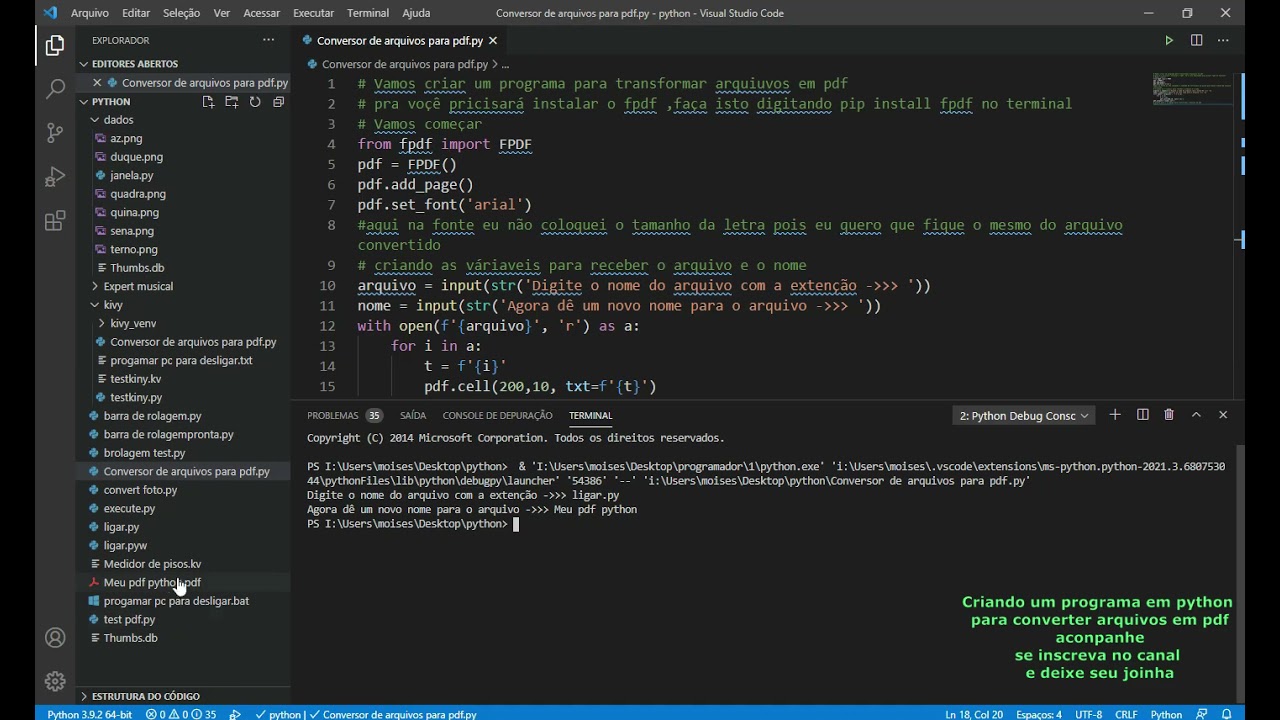 Arquivo Editar Seleção Ver Acessar Executar Terminal Ajuda
Conversor de arquivos para pdf.py - python - Visual Studio Code
EXPLORADOR
EDITORES ABERTOS
Conversor de arquivos para pdf.py
PYTHON
dados
az.png
duque.png
janela.py
quadra.png
quina.png
sena.png
terno.png
Thumbs.db
Expert musical
kivy
kivy_venv
Conversor de arquivos para pdf.py
progamar pc para desligar.txt
testkiny.kv
testkiny.py
barra de rolagem.py
barra de rolagempronta.py
brolagem test.py
Conversor de arquivos para pdf.py
convert foto.py
execute.py
ligar.py
ligar.pyw
Medidor de pisos.kv
Meu pdf python.pdf
progamar pc para desligar.bat
test pdf.py
Thumbs.db
ESTRUTURA DO CÓDIGO
Conversor de arquivos para pdf.py
Conversor de arquivos para pdf.py > ...
1 # Vamos criar um programa para transformar arquiuvos em pdf
2 # pra voçê pricisará instalar o fpdf ,faça isto digitando pip install fpdf no terminal
3 # Vamos começar
4 from fpdf import FPDF
5 pdf = FPDF()
6 pdf.add_page()
7 pdf.set_font('arial')
8 #aqui na fonte eu não coloquei o tamanho da letra pois eu quero que fique o mesmo do arquivo
convertido
9 # criando as váriaveis para receber o arquivo e o nome
10 arquivo = input(str('Digite o nome do arquivo com a extenção ->>> '))
11 nome = input(str('Agora dê um novo nome para o arquivo ->>> '))
12 with open(f'{arquivo}', 'r') as a:
13 for i in a:
14 t = f'{i}'
15 pdf.cell(200,10, txt=f'{t}')
PROBLEMAS 35 SAÍDA CONSOLE DE DEPURAÇÃO TERMINAL
2: Python Debug Consc
Copyright (C) 2014 Microsoft Corporation. Todos os direitos reservados.
PS I:\Users\moises\Desktop\python> & 'I:\Users\moises\Desktop\programador\1\python.exe' 'i:\Users\moises\.vscode\extensions\ms-python.python-2021.3.6807530
44\pythonFiles\lib\python\debugpy\launcher' '54386' '--' 'i:\Users\moises\Desktop\python\Conversor de arquivos para pdf.py'
Digite o nome do arquivo com a extenção ->>> ligar.py
Agora dê um novo nome para o arquivo ->>> Meu pdf python
PS I:\Users\moises\Desktop\python>
Criando um programa em python
para converter arquivos em pdf
aconpanhe
se inscreva no canal
e deixe seu joinha
Python 3.9.2 64-bit 0 0 35 python | Conversor de arquivos para pdf.py
Ln 18, Col 20 Espaços: 4 UTF-8 CRLF Python